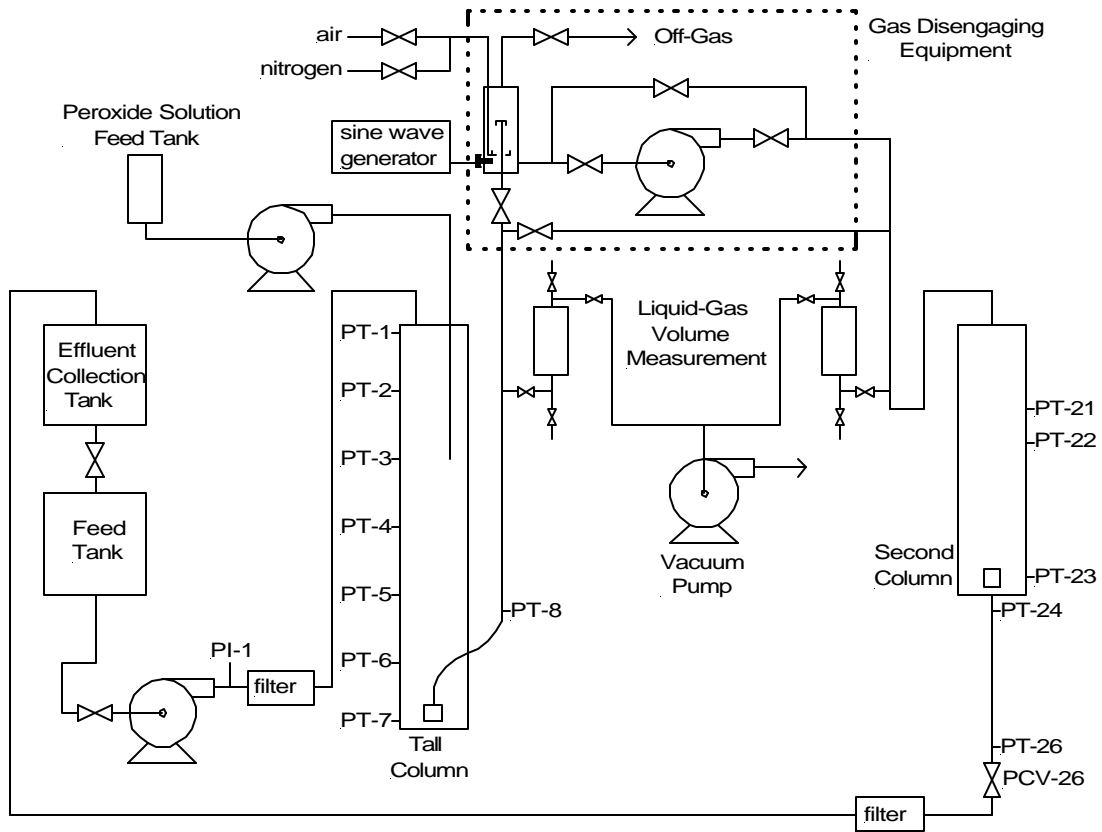 air
nitrogen
Off-Gas
Gas Disengaging
Equipment
Peroxide Solution
Feed Tank
sine wave
generator
Effluent
Collection
Tank
Feed
Tank
PI-1
filter
PT-1
PT-2
PT-3
PT-4
PT-5
PT-6
PT-7
Tall
Column
PT-8
Liquid-Gas
Volume
Measurement
Vacuum
Pump
Second
Column
PT-21
PT-22
PT-23
PT-24
PT-26
PCV-26
filter